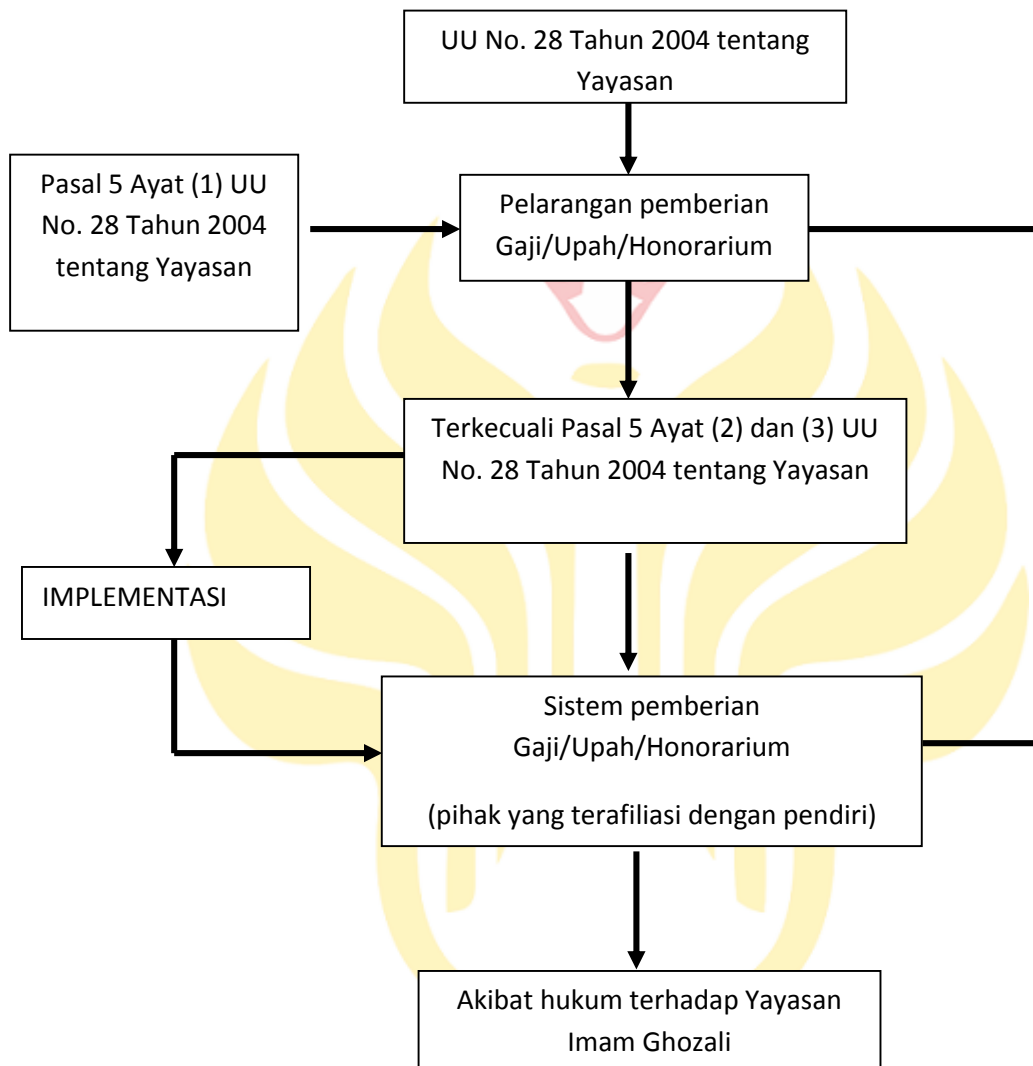 UU No. 28 Tahun 2004 tentang
Yayasan
Pasal 5 Ayat (1) UU
No. 28 Tahun 2004
tentang Yayasan
Pelarangan pemberian
Gaji/Upah/Honorarium
Terkecuali Pasal 5 Ayat (2) dan (3) UU
No. 28 Tahun 2004 tentang Yayasan
IMPLEMENTASI
Sistem pemberian
Gaji/Upah/Honorarium
(pihak yang terafiliasi dengan pendiri)
Akibat hukum terhadap Yayasan
Imam Ghozali